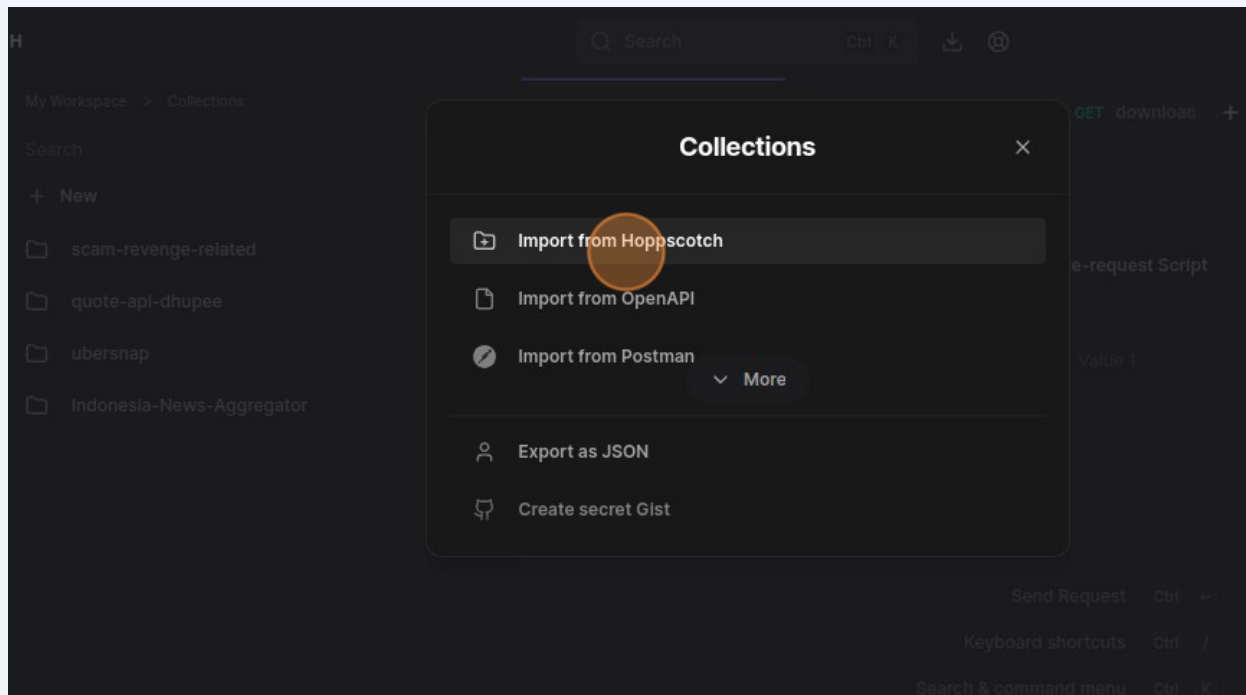 H
Search Ctrl K
My Workspace > Collections
Search
+ New
scam-revenge-related
quote-api-dhupee
ubersnap
Indonesia-News-Aggregator
GET download +
Collections
Import from Hoppscotch
Import from OpenAPI
Import from Postman
More
Export as JSON
Create secret Gist
e-request Script
Value 1
Send Request Ctrl ↩
Keyboard shortcuts Ctrl /
Search & command menu Ctrl K